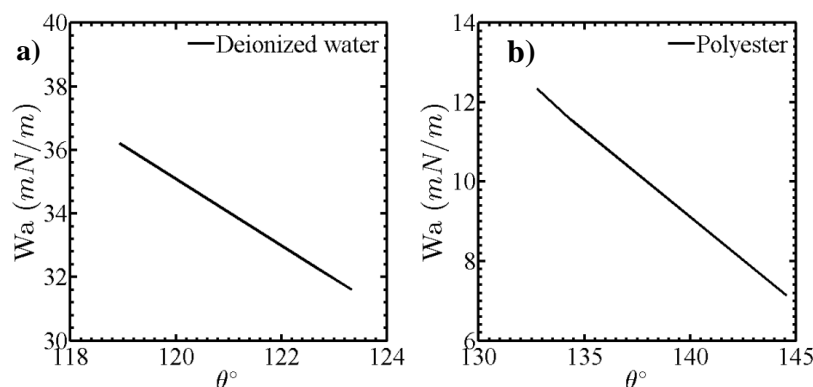 a)
Deionized water
Wa (mN/m)
40
38
36
34
32
30
118
120
122
124
θ°
b)
Polyester
Wa (mN/m)
14
12
10
8
6
130
135
140
145
θ°